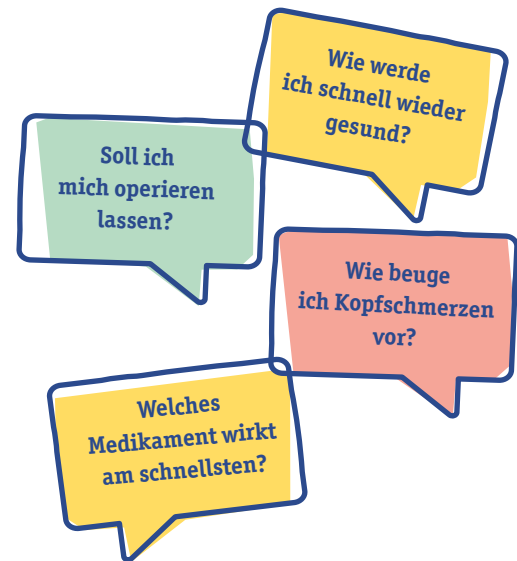 Wie werde
ich schnell wieder
gesund?
Soll ich
mich operieren
lassen?
Wie beuge
ich Kopfschmerzen
vor?
Welches
Medikament wirkt
am schnellsten?